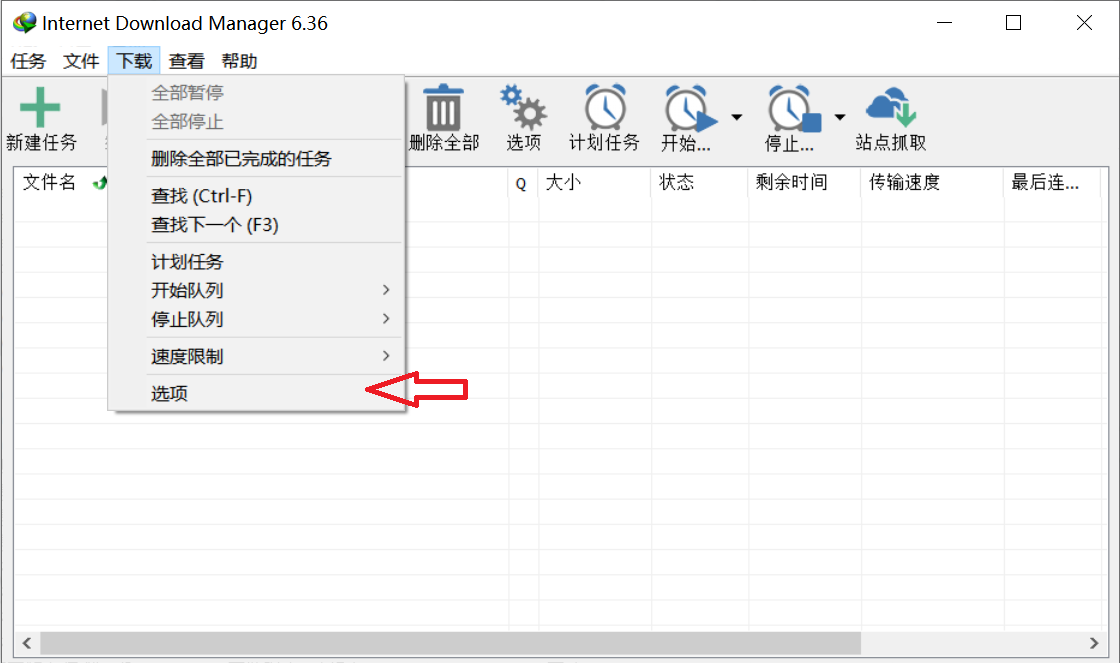 Internet Download Manager 6.36
任务 文件 下载 查看 帮助
新建任务
删除全部
选项
计划任务
开始...
停止...
站点抓取
全部暂停
全部停止
删除全部已完成的任务
查找 (Ctrl-F)
查找下一个 (F3)
计划任务
开始队列
停止队列
速度限制
选项
文件名 Q 大小 状态 剩余时间 传输速度 最后连...